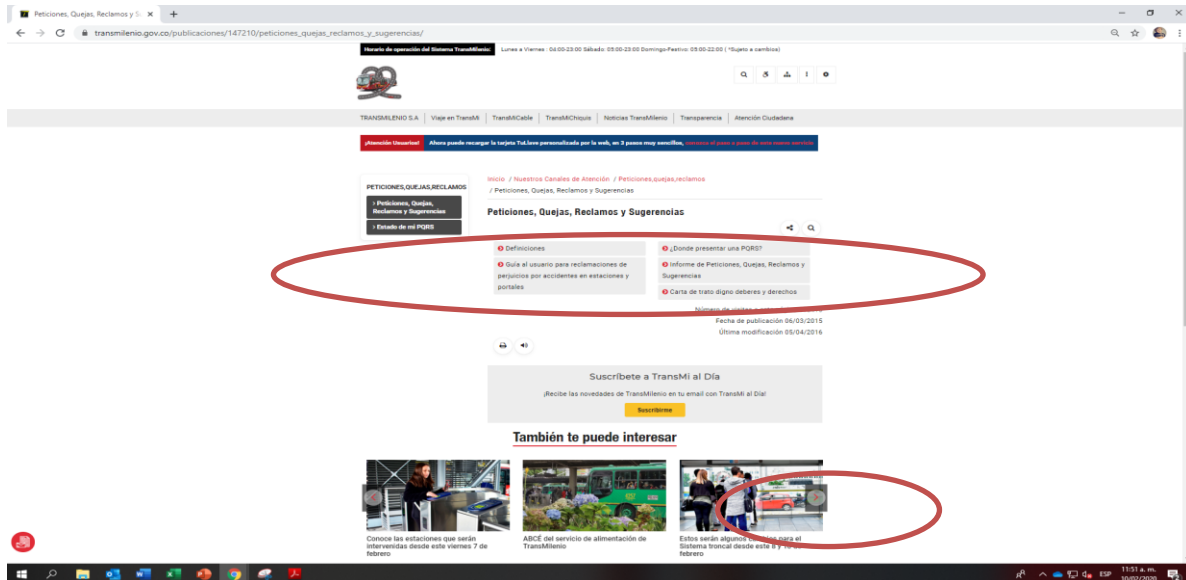 Peticiones, Quejas, Reclamos y S
transmilenio.gov.co/publicaciones/147210/peticiones_quejas_reclamos_y_sugerencias/
Horario de operación del Sistema TransMilenio: Lunes a Viernes : 04:00-23:00 Sábado: 05:00-23:00 Domingo-Festivo: 05:00-22:00 ( *Sujeto a cambios)
TRANSMILENIO S.A Viaje en TransMi TransMiCable TransMiChiquis Noticias TransMilenio Transparencia Atención Ciudadana
¡Atención Usuarios! Ahora puede recargar la tarjeta TuLlave personalizada por la web, en 3 pasos muy sencillos,
PETICIONES,QUEJAS,RECLAMOS
> Peticiones, Quejas,
Reclamos y Sugerencias
> Estado de mi PQRS
Inicio / Nuestros Canales de Atención / Peticiones,quejas,reclamos
/ Peticiones, Quejas, Reclamos y Sugerencias
Peticiones, Quejas, Reclamos y Sugerencias
Definiciones
Guía al usuario para reclamaciones de
perjuicios por accidentes en estaciones y
portales
¿Donde presentar una PQRS?
Informe de Peticiones, Quejas, Reclamos y
Sugerencias
Carta de trato digno deberes y derechos
Número de visitas
Fecha de publicación 06/03/2015
Última modificación 05/04/2016
Suscríbete a TransMi al Día
¡Recibe las novedades de TransMilenio en tu email con TransMi al Día!
Suscribirme
También te puede interesar
Conoce las estaciones que serán
intervenidas desde este viernes 7 de
febrero
ABCÉ del servicio de alimentación de
TransMilenio
Estos serán algunos cambios para el
Sistema troncal desde este 8 y
febrero
ESP
11:51 a. m.
10/02/2020